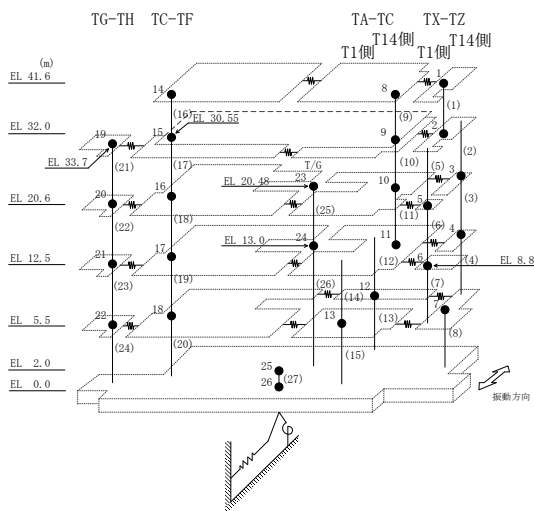 TG-TH TC-TF TA-TC TX-TZ
T1側 T14側 T1側 T14側
(m)
EL 41.6
14 8 1
(16) (9) (1)
EL 30.55
EL 32.0
19 15 9 2
(21) (17) (10) (2)
EL 33.7
T/G
EL 20.48 23
16 10 (5) 3
EL 20.6
20 (18) (25) (11) 5 (3)
(22)
24 11 (6) 4
EL 13.0
17
EL 12.5
21 (19) (12) 6 (4) EL 8.8
(23) (26) (14) 12 (7)
18 13 (13) 7
EL 5.5
22 (20) (15) (8)
(24)
EL 2.0
25
EL 0.0
26 (27)
振動方向